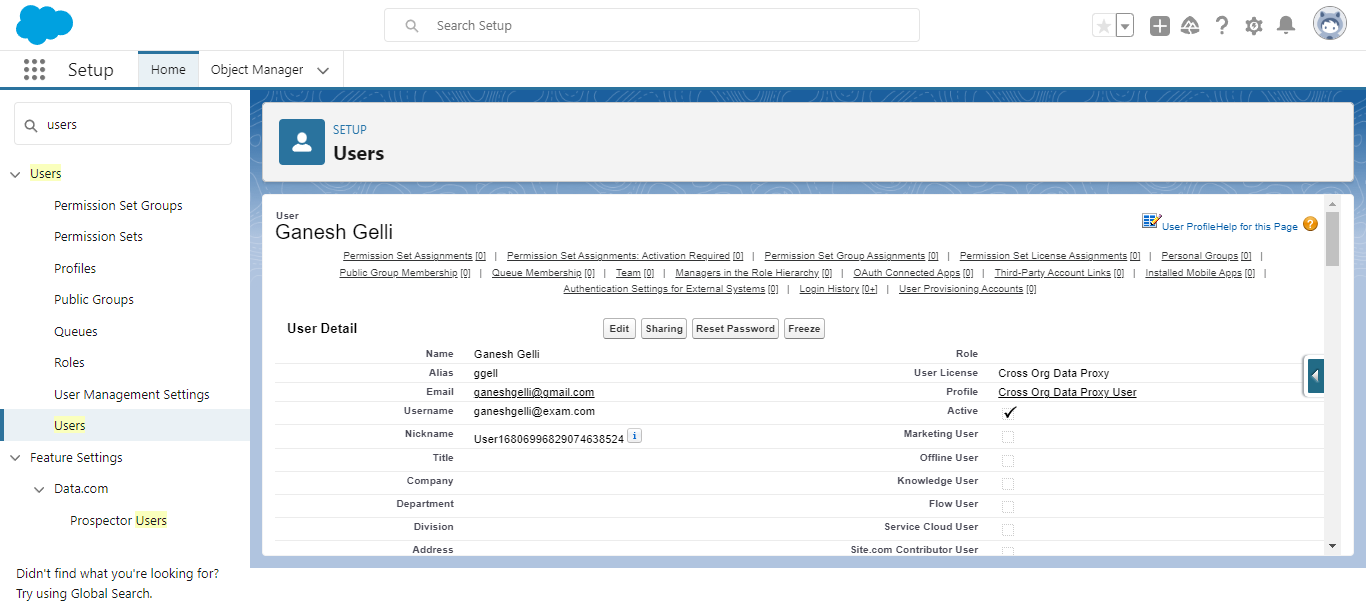 Search Setup
Setup
Home
Object Manager
users
Users
Permission Set Groups
Permission Sets
Profiles
Public Groups
Queues
Roles
User Management Settings
Users
Feature Settings
Data.com
Prospector Users
Didn't find what you're looking for?
Try using Global Search.
SETUP
Users
User
Ganesh Gelli
User Profile Help for this Page ?
Permission Set Assignments [0] | Permission Set Assignments: Activation Required [0] | Permission Set Group Assignments [0] | Permission Set License Assignments [0] | Personal Groups [0] |
Public Group Membership [0] | Queue Membership [0] | Team [0] | Managers in the Role Hierarchy [0] | OAuth Connected Apps [0] | Third-Party Account Links [0] | Installed Mobile Apps [0] |
Authentication Settings for External Systems [0] | Login History [0+] | User Provisioning Accounts [0]
User Detail
Edit Sharing Reset Password Freeze
Name Ganesh Gelli Role
Alias ggell User License Cross Org Data Proxy
Email ganeshgelli@gmail.com Profile Cross Org Data Proxy User
Username ganeshgelli@exam.com Active ✓
Nickname User16806996829074638524 i Marketing User
Title Offline User
Company Knowledge User
Department Flow User
Division Service Cloud User
Address Site.com Contributor User